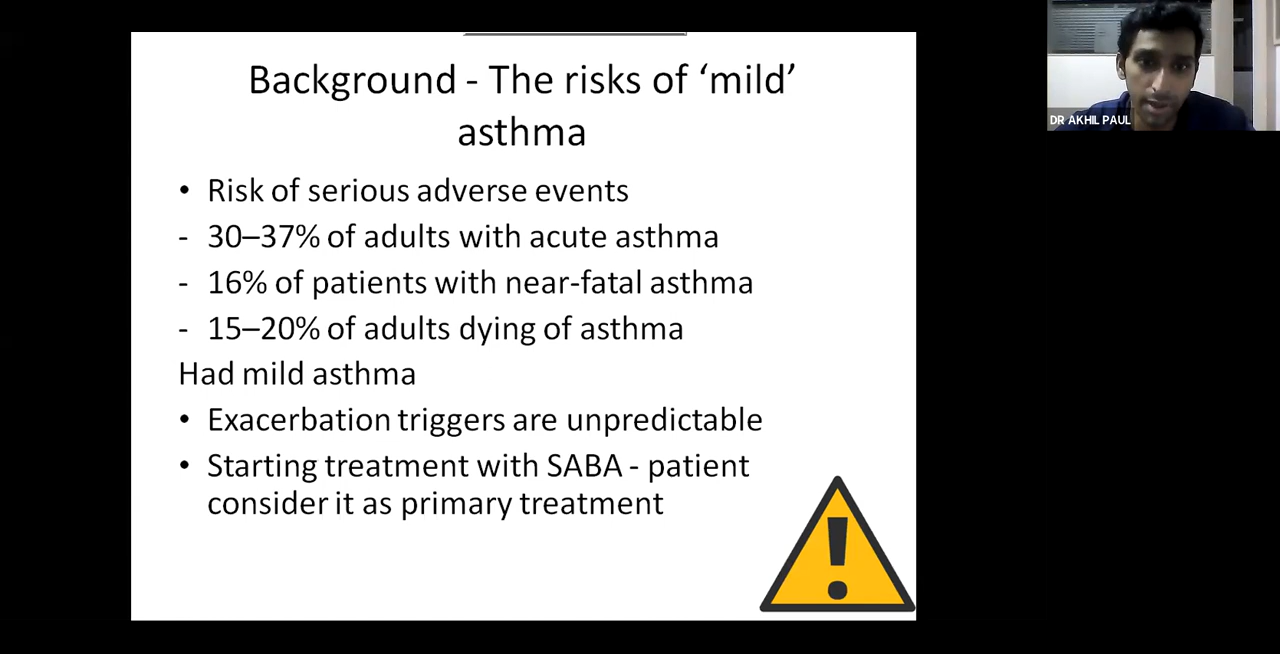 Background - The risks of ‘mild’
asthma
• Risk of serious adverse events
- 30–37% of adults with acute asthma
- 16% of patients with near-fatal asthma
- 15–20% of adults dying of asthma
Had mild asthma
• Exacerbation triggers are unpredictable
• Starting treatment with SABA - patient
consider it as primary treatment
DR AKHIL PAUL